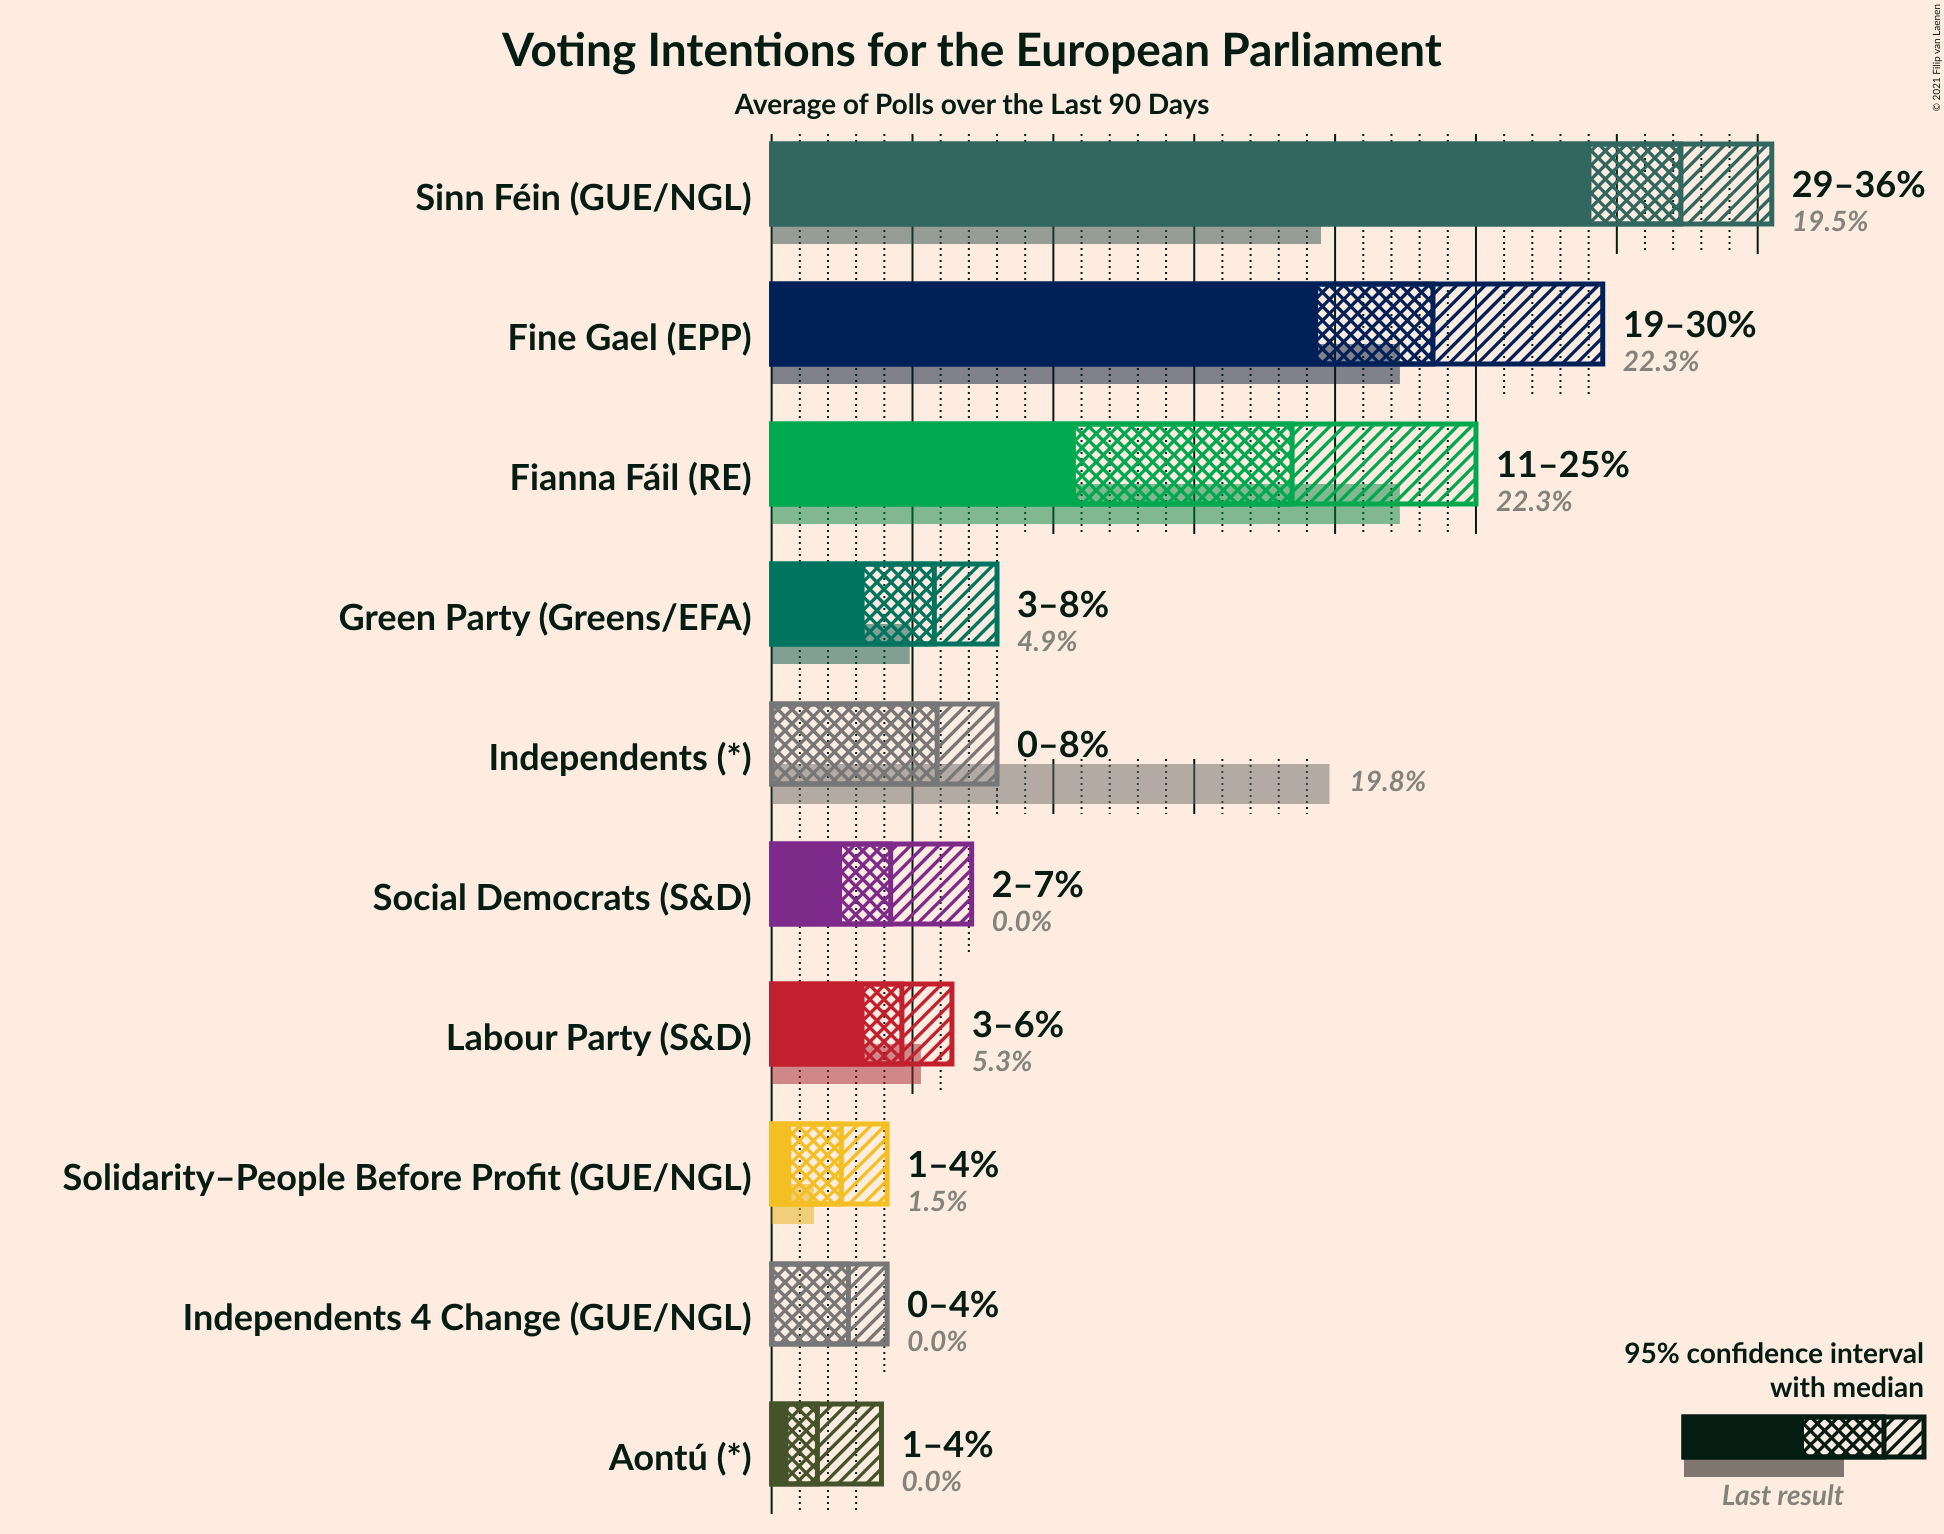 Voting Intentions for the European Parliament
Average of Polls over the Last 90 Days
© 2021 Filip van Laenen
Sinn Féin (GUE/NGL)
29–36%
19.5%
Fine Gael (EPP)
19–30%
22.3%
Fianna Fáil (RE)
11–25%
22.3%
Green Party (Greens/EFA)
3–8%
4.9%
Independents (*)
0–8%
19.8%
Social Democrats (S&D)
2–7%
0.0%
Labour Party (S&D)
3–6%
5.3%
Solidarity–People Before Profit (GUE/NGL)
1–4%
1.5%
Independents 4 Change (GUE/NGL)
0–4%
0.0%
Aontú (*)
1–4%
0.0%
95% confidence interval
with median
Last result